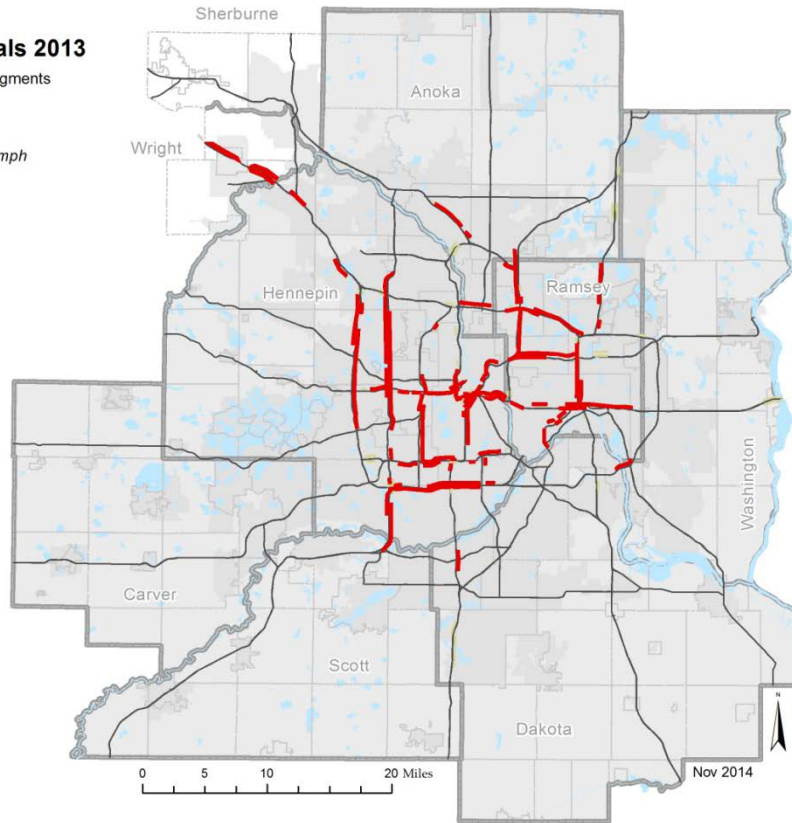 als 2013
gments
mph
Sherburne
Anoka
Wright
Hennepin
Ramsey
Washington
Carver
Scott
Dakota
N
0 5 10 20 Miles
Nov 2014